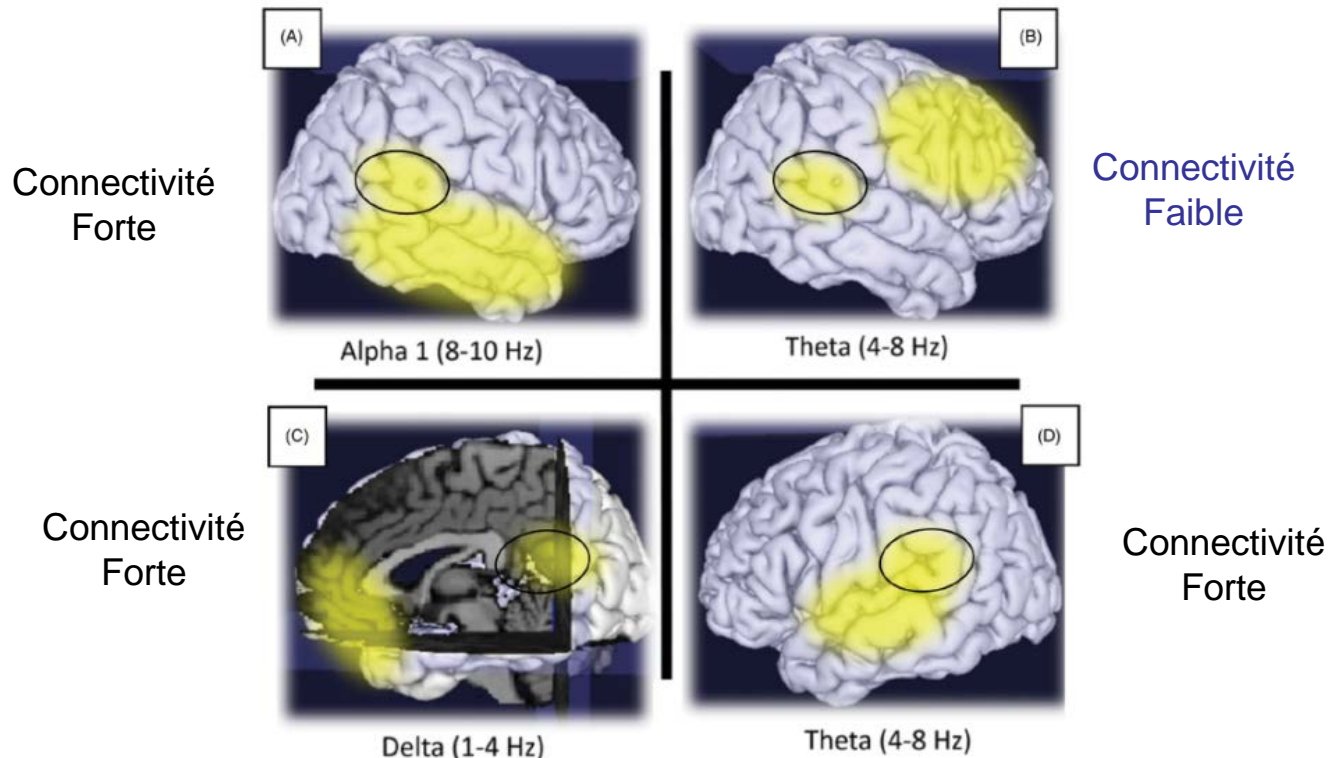 (A)
(B)
Connectivité
Forte
Connectivité
Faible
Alpha 1 (8-10 Hz)
Theta (4-8 Hz)
(C)
(D)
Connectivité
Forte
Connectivité
Forte
Delta (1-4 Hz)
Theta (4-8 Hz)